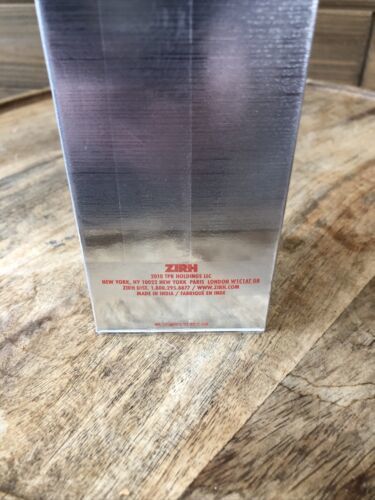 ZIRH
2010 TPR HOLDINGS LLC
NEW YORK, NY 10022 NEW YORK PARIS LONDON W1C1AT GB
ZIRH DIST. 1.800.295.8877 / WWW.ZIRH.COM
MADE IN INDIA / FABRIQUE EN INDE